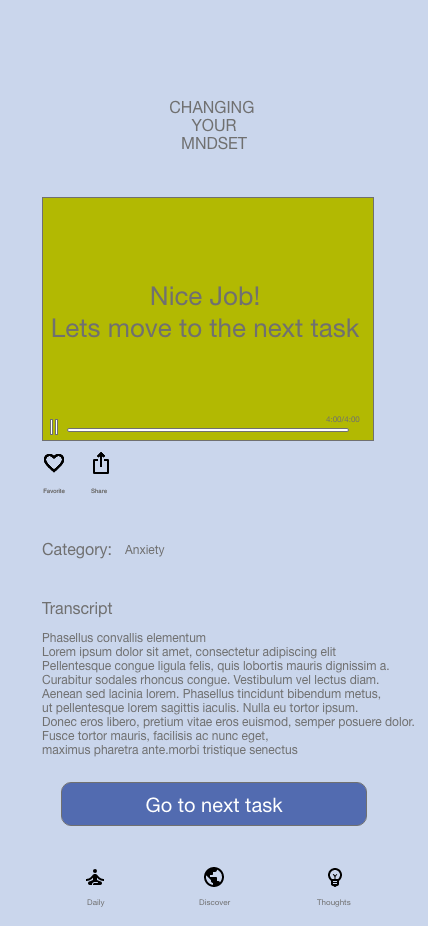 CHANGING
YOUR
MNDSET
Nice Job!
Lets move to the next task
4:00/4:00
Favorite
Share
Category: Anxiety
Transcript
Phasellus convallis elementum
Lorem ipsum dolor sit amet, consectetur adipiscing elit
Pellentesque congue ligula felis, quis lobortis mauris dignissim a.
Curabitur sodales rhoncus congue. Vestibulum vel lectus diam.
Aenean sed lacinia lorem. Phasellus tincidunt bibendum metus,
ut pellentesque lorem sagittis iaculis. Nulla eu tortor ipsum.
Donec eros libero, pretium vitae eros euismod, semper posuere dolor.
Fusce tortor mauris, facilisis ac nunc eget,
maximus pharetra ante.morbi tristique senectus
Go to next task
Daily
Discover
Thoughts